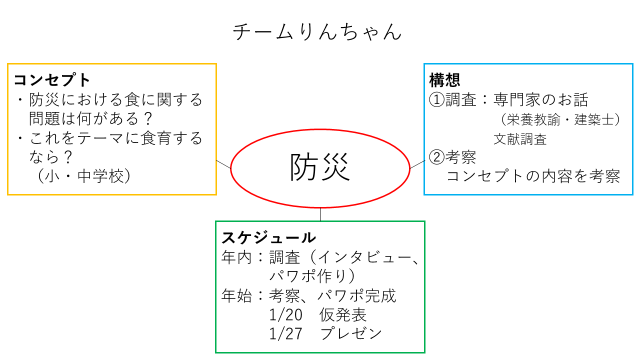 チームりんちゃん
コンセプト
・防災における食に関する
問題は何がある？
・これをテーマに食育する
なら？
（小・中学校）
防災
構想
①調査：専門家のお話
（栄養教諭・建築士）
文献調査
②考察
コンセプトの内容を考察
スケジュール
年内：調査（インタビュー、
パワポ作り）
年始：考察、パワポ完成
1/20　仮発表
1/27　プレゼン